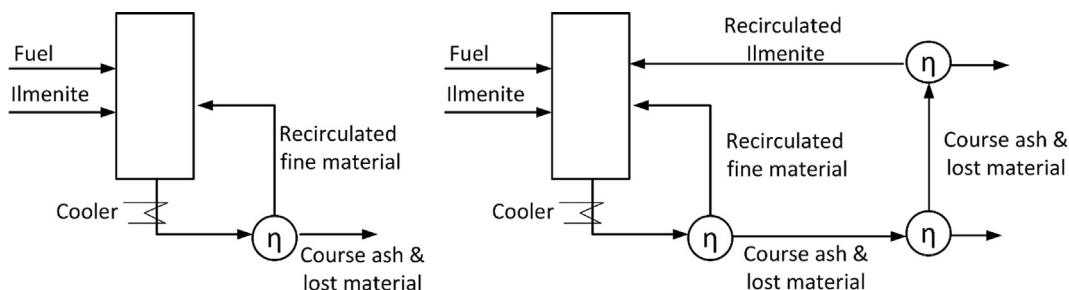 Fuel
Ilmenite
Recirculated
fine material
Cooler
η
Course ash &
lost material
Recirculated
Ilmenite
η
Fuel
Ilmenite
Course ash &
lost material
Recirculated
fine material
Cooler
η
η
Course ash &
lost material